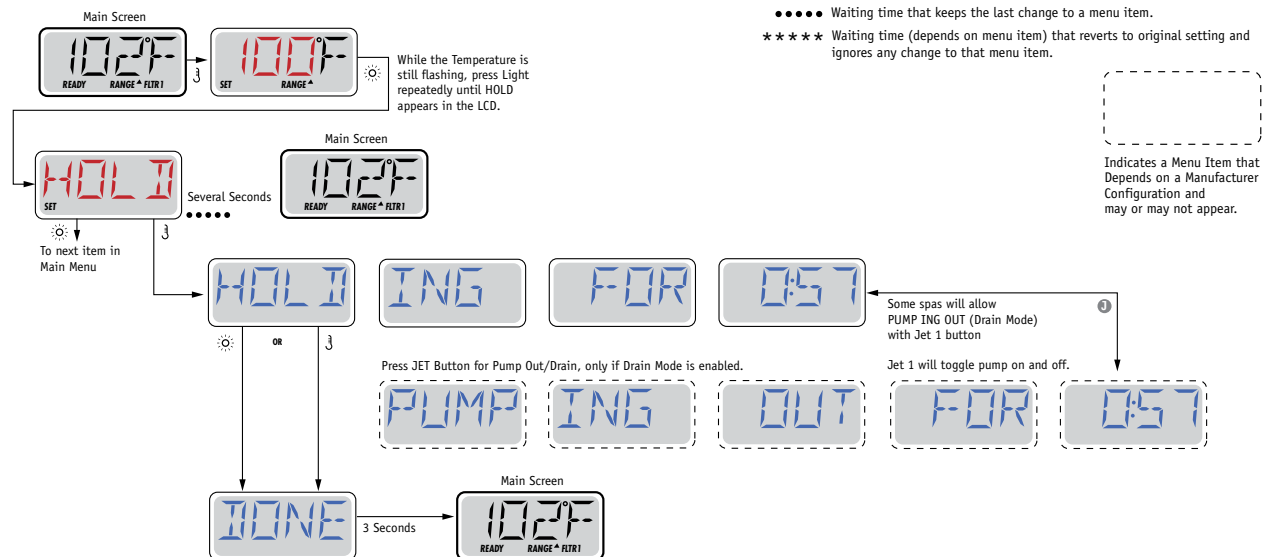 Main Screen
102°F
READY RANGE FLTR1
100°F
SET RANGE
While the Temperature is
still flashing, press Light
repeatedly until HOLD
appears in the LCD.
••••• Waiting time that keeps the last change to a menu item.
***** Waiting time (depends on menu item) that reverts to original setting and
ignores any change to that menu item.
Indicates a Menu Item that
Depends on a Manufacturer
Configuration and
may or may not appear.
HOLD
SET
Several Seconds
•••••
Main Screen
102°F
READY RANGE FLTR1
To next item in
Main Menu
HOLD
ING
FOR
0:57
Some spas will allow
PUMP ING OUT (Drain Mode)
with Jet 1 button
J
OR
Press JET Button for Pump Out/Drain, only if Drain Mode is enabled.
Jet 1 will toggle pump on and off.
PUMP
ING
OUT
FOR
0:57
DONE
3 Seconds
Main Screen
102°F
READY RANGE FLTR1